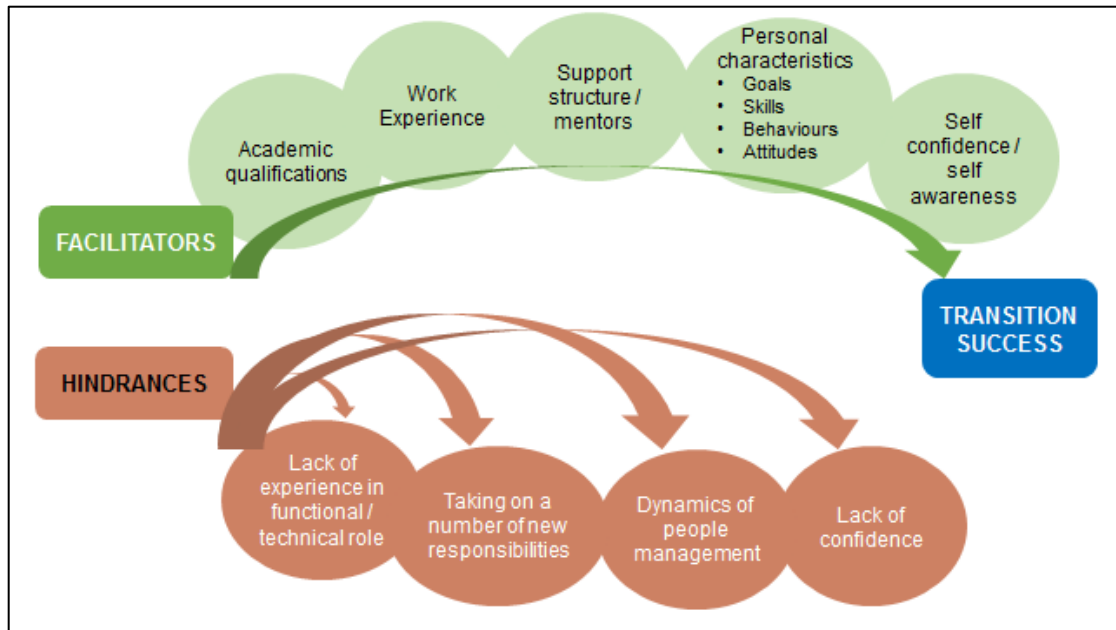 Academic
qualifications
Work
Experience
Support
structure /
mentors
Personal
characteristics
• Goals
• Skills
• Behaviours
• Attitudes
Self
confidence /
self
awareness
FACILITATORS
TRANSITION
SUCCESS
HINDRANCES
Lack of
experience in
functional /
technical role
Taking on a
number of new
responsibilities
Dynamics of
people
management
Lack of
confidence